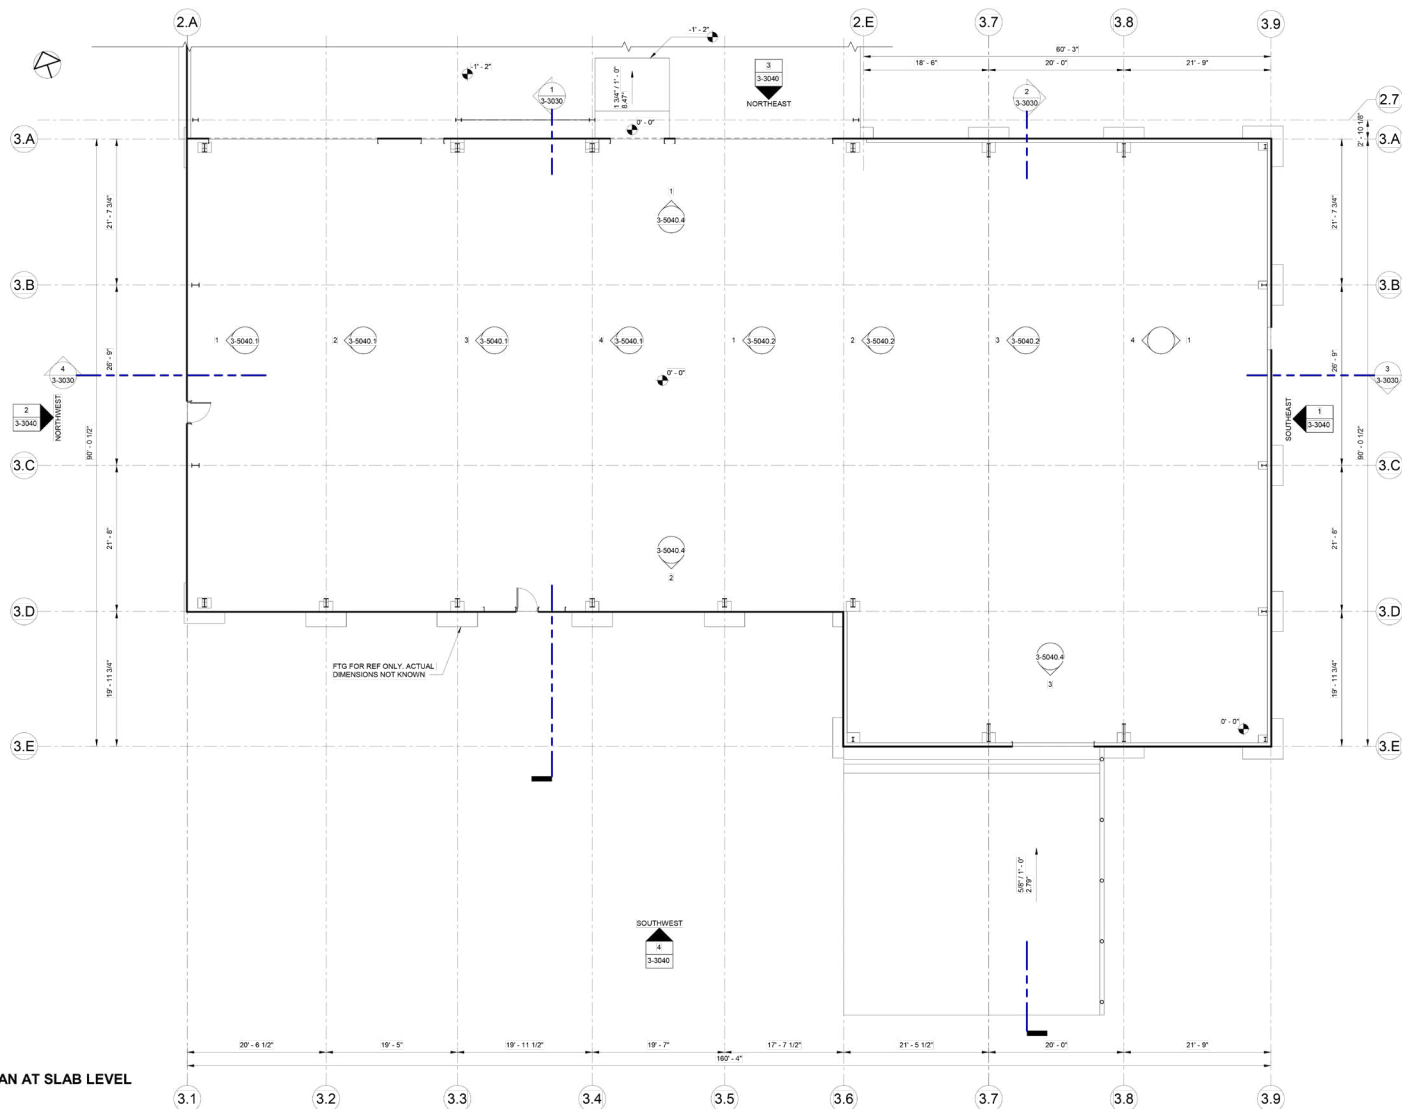 2.A
2.E
3.7
3.8
3.9
-1' - 2"
60' - 3"
18' - 6"
20' - 0"
21' - 9"
-1' - 2"
1 3/4" / 1' - 0"
8.47"
3
3-3040
NORTHEAST
1
3-3030
2
3-3030
2.7
2' - 10 1/8"
0' - 0"
3.A
3.A
21' - 7 3/4"
21' - 7 3/4"
1
3-5040.4
3.B
3.B
1
3-5040.1
2
3-5040.1
3
3-5040.1
4
3-5040.1
1
3-5040.2
2
3-5040.2
3
3-5040.2
4
1
26' - 9"
26' - 9"
4
3-3030
3
3-3030
0' - 0"
2
3-3040
NORTHWEST
1
3-3040
SOUTHEAST
90' - 0 1/2"
90' - 0 1/2"
3.C
3.C
21' - 8"
21' - 8"
3-5040.4
2
3.D
3.D
FTG FOR REF ONLY. ACTUAL
DIMENSIONS NOT KNOWN
3-5040.4
3
19' - 11 3/4"
19' - 11 3/4"
0' - 0"
3.E
3.E
5/8" / 1' - 0"
2.79"
SOUTHWEST
4
3-3040
20' - 6 1/2"
19' - 5"
19' - 11 1/2"
19' - 7"
17' - 7 1/2"
21' - 5 1/2"
20' - 0"
21' - 9"
160' - 4"
AN AT SLAB LEVEL
3.1
3.2
3.3
3.4
3.5
3.6
3.7
3.8
3.9